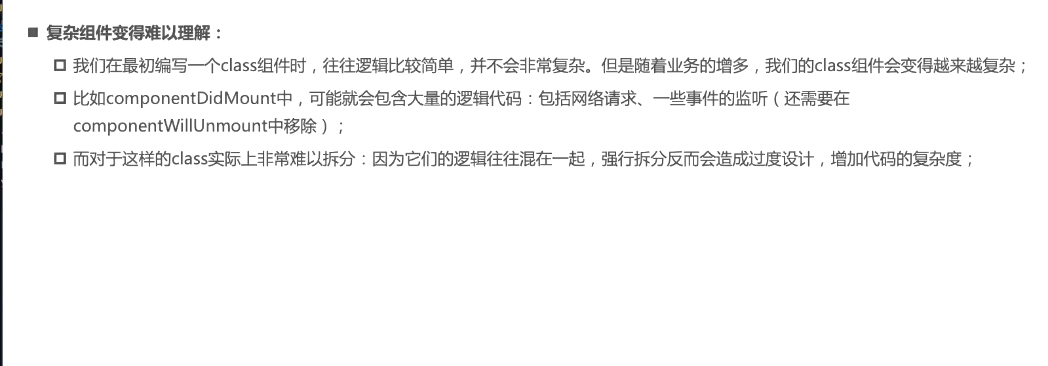 复杂组件变得难以理解：
我们在最初编写一个class组件时，往往逻辑比较简单，并不会非常复杂。但是随着业务的增多，我们的class组件会变得越来越复杂；
比如componentDidMount中，可能就会包含大量的逻辑代码：包括网络请求、一些事件的监听（还需要在
componentWillUnmount中移除）；
而对于这样的class实际上非常难以拆分：因为它们的逻辑往往混在一起，强行拆分反而会造成过度设计，增加代码的复杂度；